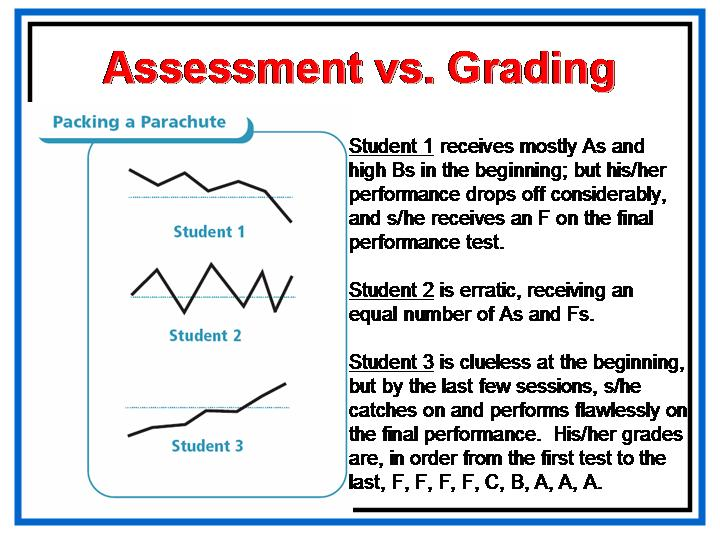 Assessment vs. Grading
Packing a Parachute
Student 1
Student 2
Student 3
Student 1 receives mostly As and
high Bs in the beginning; but his/her
performance drops off considerably,
and s/he receives an F on the final
performance test.
Student 2 is erratic, receiving an
equal number of As and Fs.
Student 3 is clueless at the beginning,
but by the last few sessions, s/he
catches on and performs flawlessly on
the final performance. His/her grades
are, in order from the first test to the
last, F, F, F, F, C, B, A, A, A.